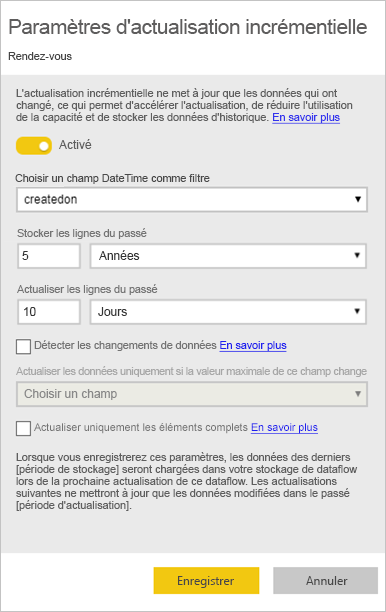 Paramètres d'actualisation incrémentielle
Rendez-vous
L'actualisation incrémentielle ne met à jour que les données qui ont
changé, ce qui permet d'accélérer l'actualisation, de réduire l'utilisation
de la capacité et de stocker les données d'historique. En savoir plus
Activé
Choisir un champ DateTime comme filtre
createdon
Stocker les lignes du passé
5 Années
Actualiser les lignes du passé
10 Jours
Détecter les changements de données En savoir plus
Actualiser les données uniquement si la valeur maximale de ce champ change
Choisir un champ
Actualiser uniquement les éléments complets En savoir plus
Lorsque vous enregistrerez ces paramètres, les données des derniers
[période de stockage] seront chargées dans votre stockage de dataflow
lors de la prochaine actualisation de ce dataflow. Les actualisations
suivantes ne mettront à jour que les données modifiées dans le passé
[période d'actualisation].
Enregistrer Annuler